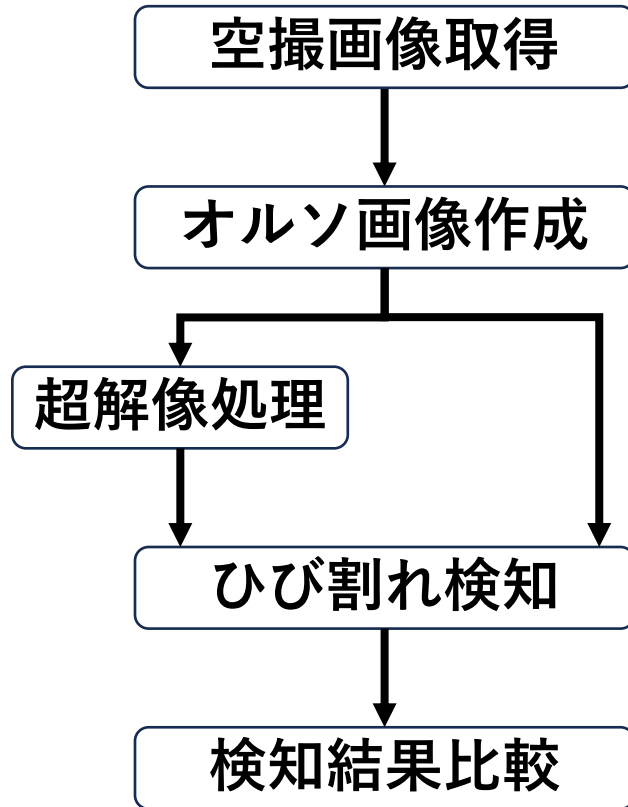 空撮画像取得
オルソ画像作成
超解像処理
ひび割れ検知
検知結果比較